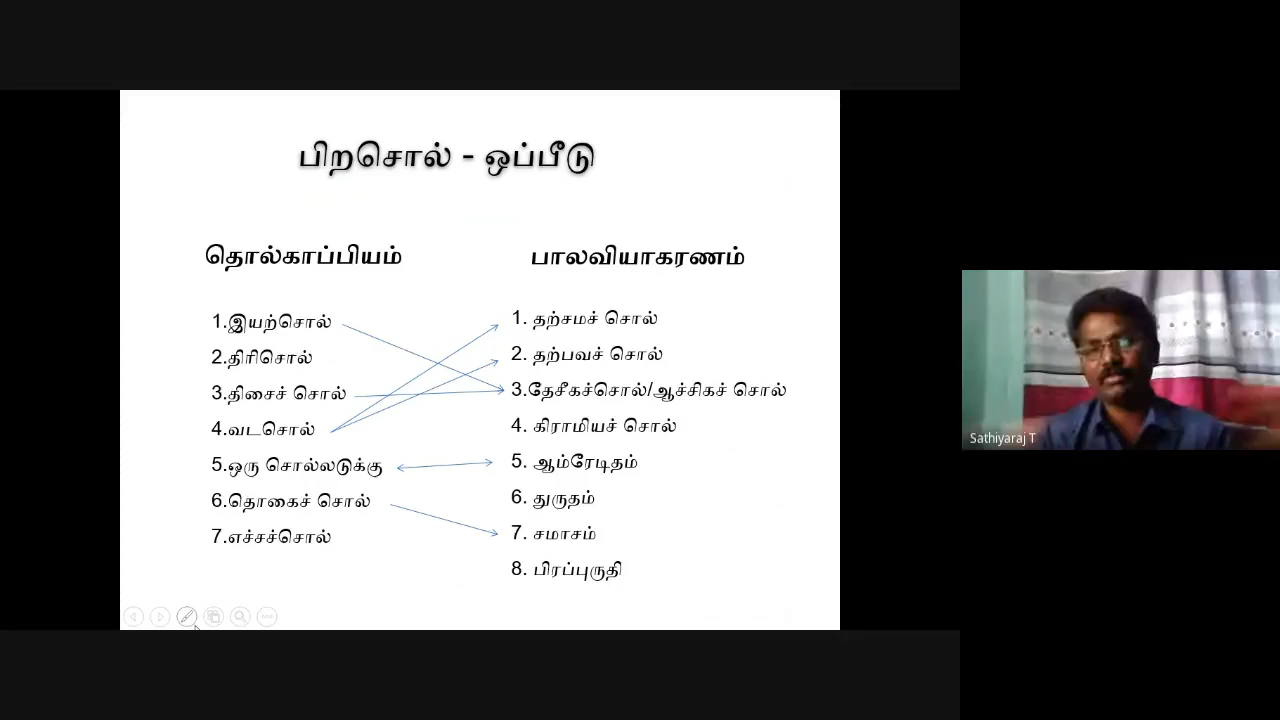 பிறசொல் - ஒப்பீடு
தொல்காப்பியம்
1.இயற்சொல்
2.திரிசொல்
3.திசைச் சொல்
4.வடசொல்
5.ஒரு சொல்லடுக்கு
6.தொகைச் சொல்
7.எச்சச்சொல்
பாலவியாகரணம்
1. தற்சமச் சொல்
2. தற்பவச் சொல்
3.தேசீகச்சொல்/ஆச்சிகச் சொல்
4. கிராமியச் சொல்
5. ஆம்ரேடிதம்
6. துருதம்
7. சமாசம்
8. பிரப்புருதி
Sathiyaraj T